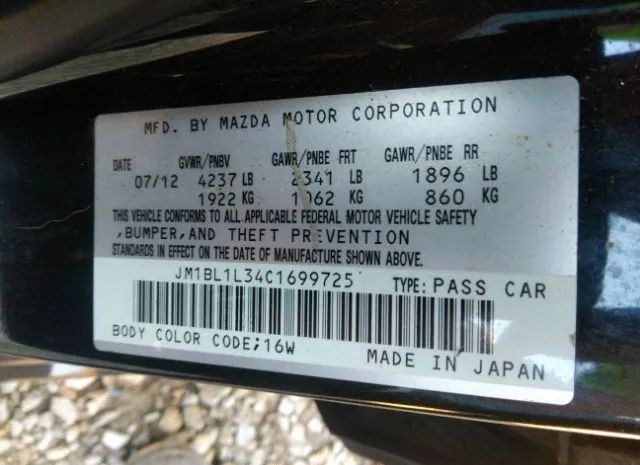 MFD. BY MAZDA MOTOR CORPORATION
DATE GVWR/PNBV GAWR/PNBE FRT GAWR/PNBE RR
07/12 4237 LB 2341 LB 1896 LB
1922 KG 1062 KG 860 KG
THIS VEHICLE CONFORMS TO ALL APPLICABLE FEDERAL MOTOR VEHICLE SAFETY
,BUMPER,AND THEFT PREVENTION
STANDARDS IN EFFECT ON THE DATE OF MANUFACTURE SHOWN ABOVE.
JM1BL1L34C1699725 TYPE: PASS CAR
BODY COLOR CODE;16W
MADE IN JAPAN